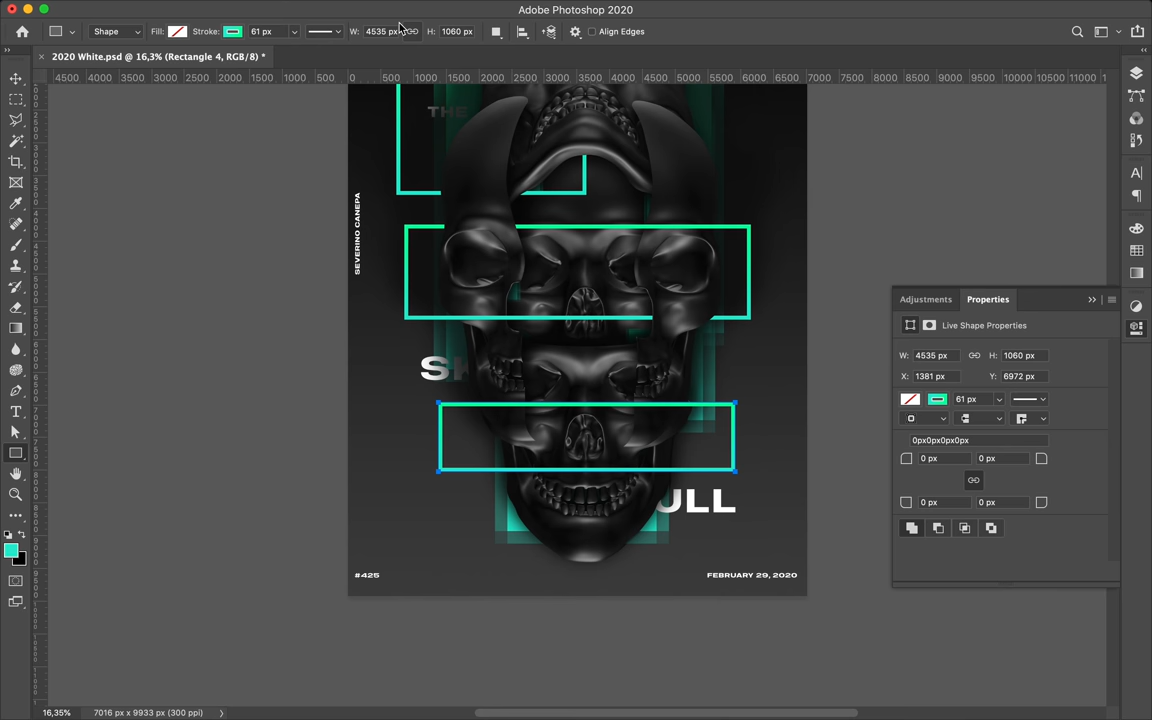 Adobe Photoshop 2020
Shape Fill: Stroke: 61 px W: 4535 px H: 1060 px Align Edges
2020 White.psd @ 16,3% (Rectangle 4, RGB/8) *
4500 4000 3500 3000 2500 2000 1500 1000 500 0 500 1000 1500 2000 2500 3000 3500 4000 4500 5000 5500 6000 6500 7000 7500 8000 8500 9000 9500 10000 10500 11000
THE
SEVERINO CANEPA
Adjustments Properties
Live Shape Properties
W: 4535 px H: 1060 px
X: 1381 px Y: 6972 px
61 px
0px0px0px0px
0 px 0 px
0 px 0 px
SK
ULL
#425 FEBRUARY 29, 2020
16,35% 7016 px x 9933 px (300 ppi)